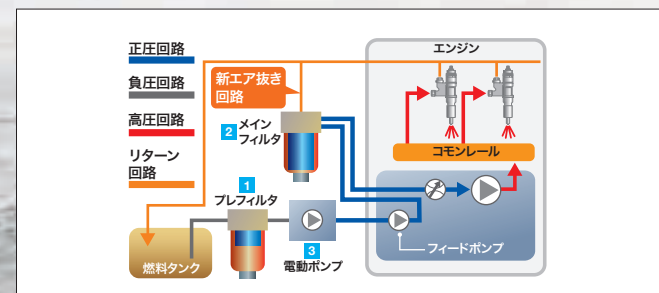 正圧回路
負圧回路
高圧回路
リターン
回路
新エア抜き
回路
エンジン
2 メイン
フィルタ
コモンレール
1
プレフィルタ
3
電動ポンプ
フィードポンプ
燃料タンク